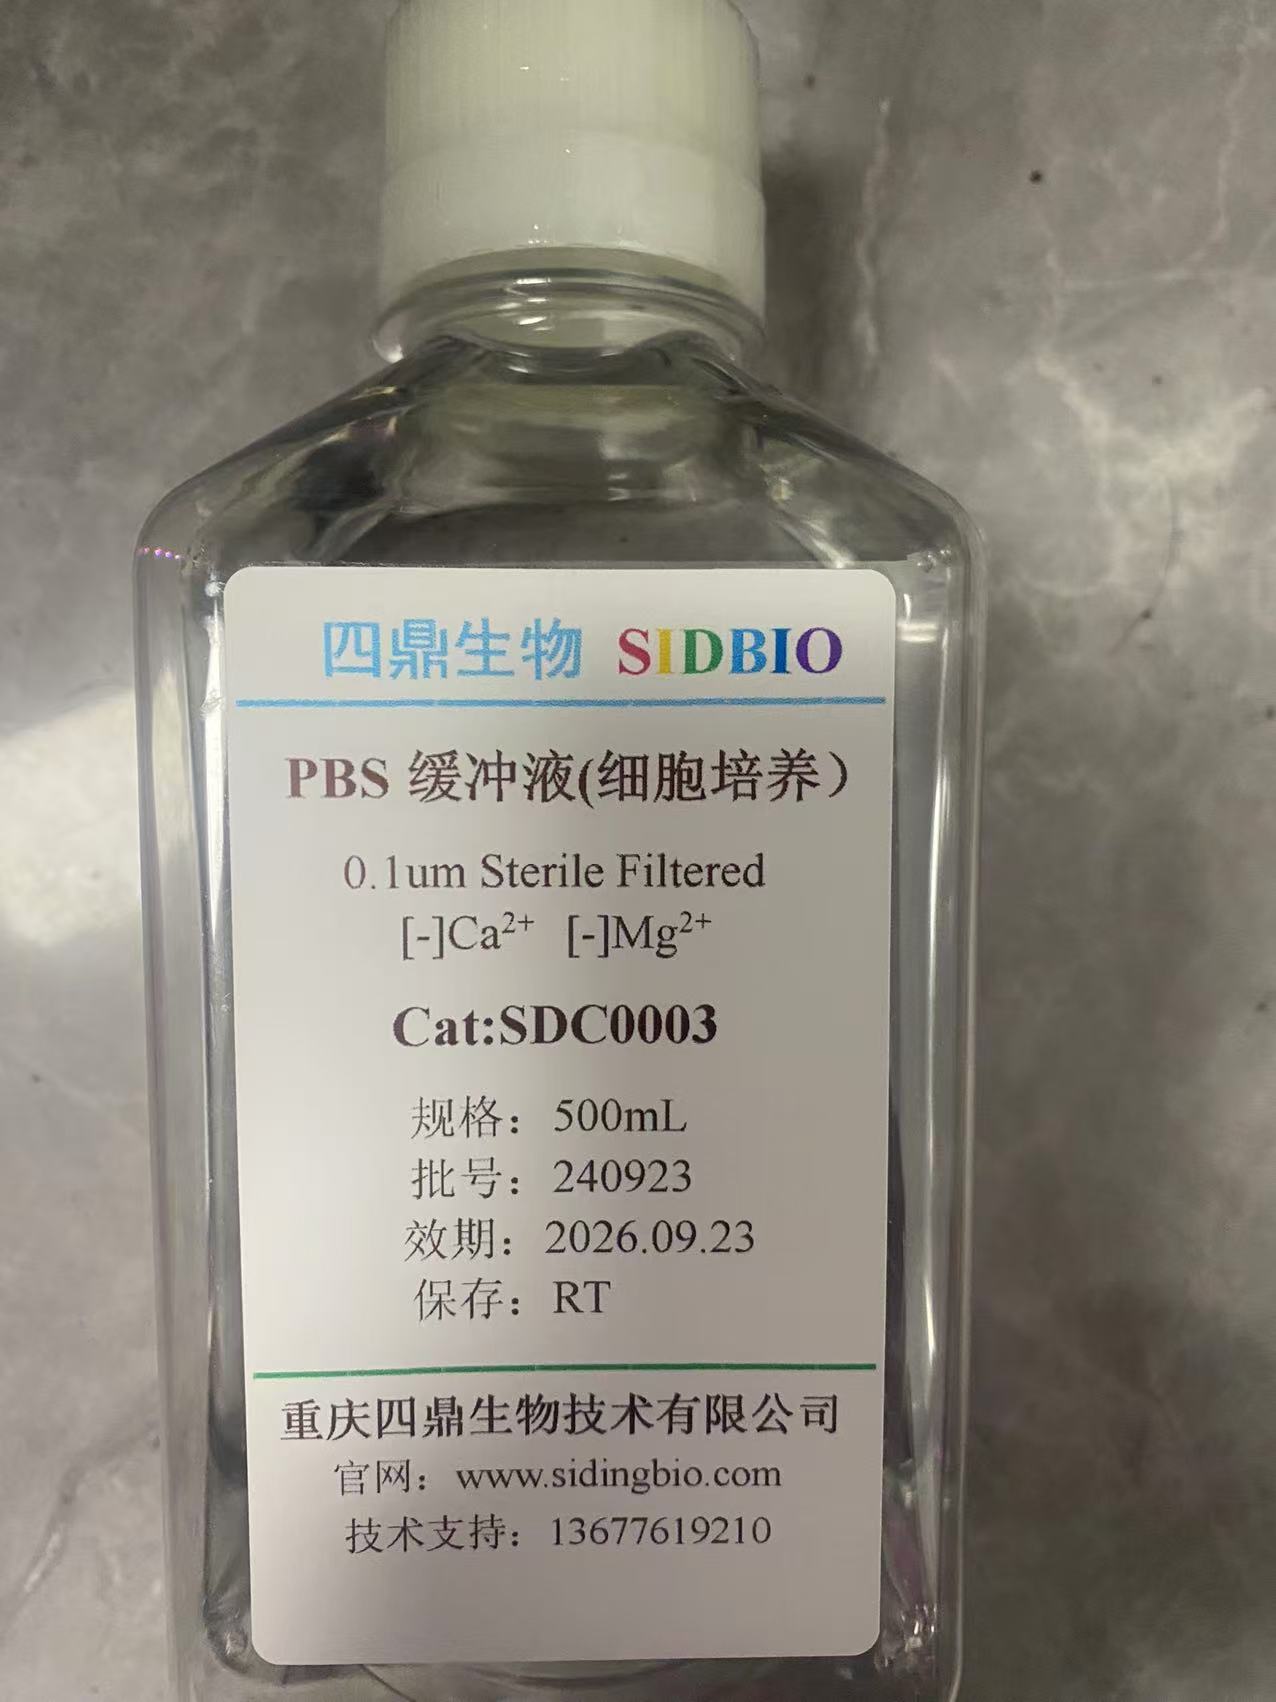 四鼎生物 SIDBIO
PBS 缓冲液(细胞培养）
0.1um Sterile Filtered
[-]Ca²⁺ [-]Mg²⁺
Cat:SDC0003
规格：500mL
批号：240923
效期：2026.09.23
保存：RT
重庆四鼎生物技术有限公司
官网：www.sidingbio.com
技术支持：13677619210